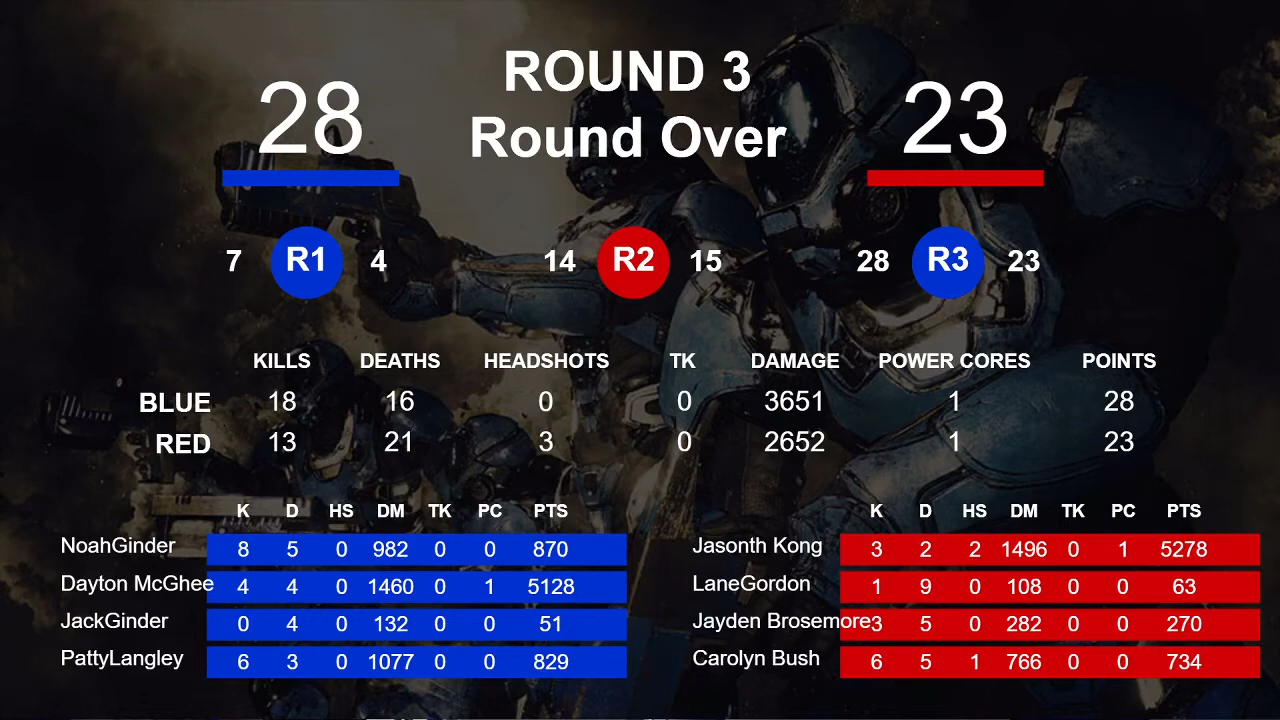 ROUND 3
28 Round Over 23
7 R1 4 14 R2 15 28 R3 23
KILLS DEATHS HEADSHOTS TK DAMAGE POWER CORES POINTS
BLUE 18 16 0 0 3651 1 28
RED 13 21 3 0 2652 1 23
K D HS DM TK PC PTS K D HS DM TK PC PTS
NoahGinder 8 5 0 982 0 0 870 Jasonth Kong 3 2 2 1496 0 1 5278
Dayton McGhee 4 4 0 1460 0 1 5128 LaneGordon 1 9 0 108 0 0 63
JackGinder 0 4 0 132 0 0 51 Jayden Brosemore 3 5 0 282 0 0 270
PattyLangley 6 3 0 1077 0 0 829 Carolyn Bush 6 5 1 766 0 0 734